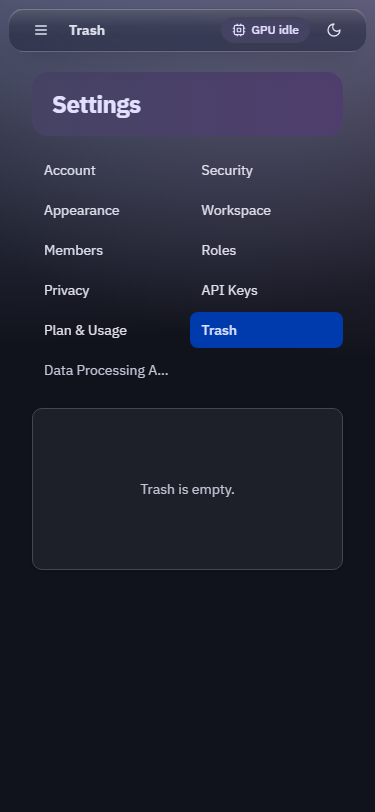 Trash
GPU idle
Settings
Account
Security
Appearance
Workspace
Members
Roles
Privacy
API Keys
Plan & Usage
Trash
Data Processing A...
Trash is empty.